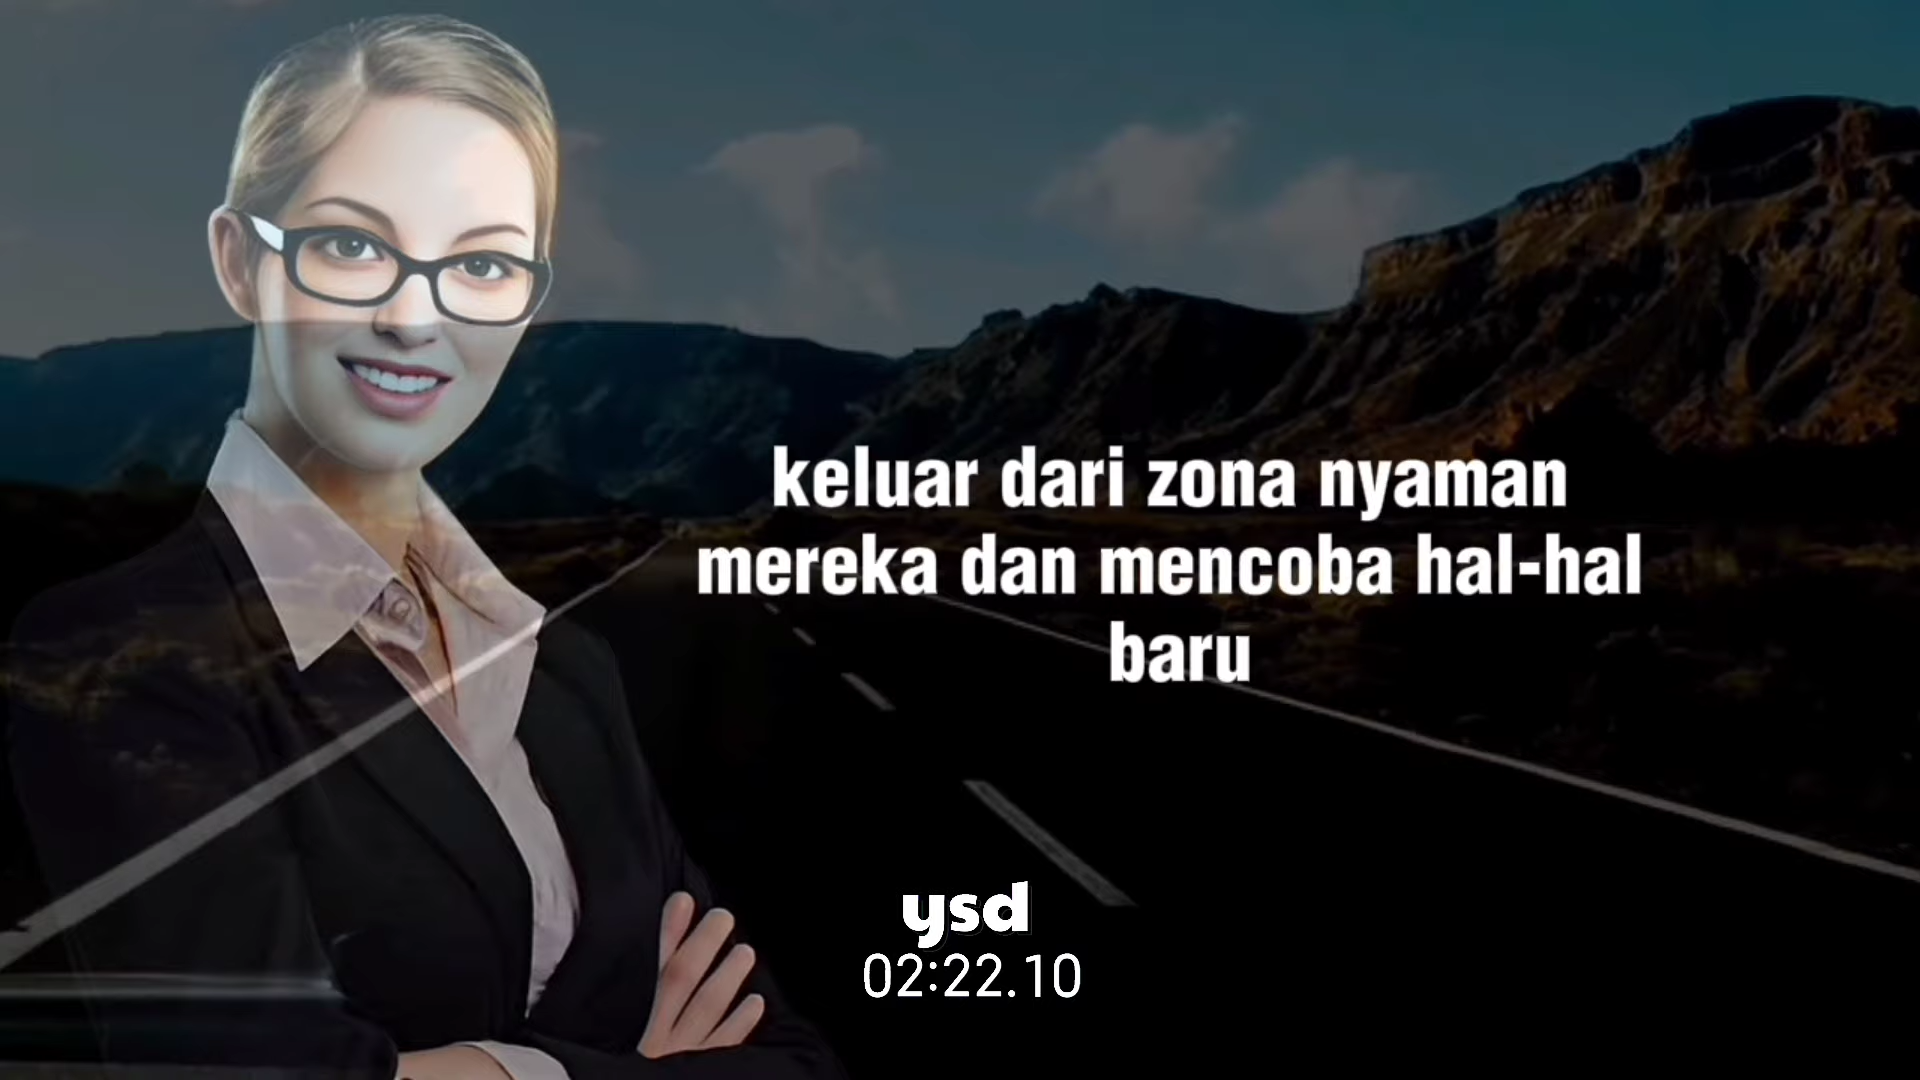 keluar dari zona nyaman
mereka dan mencoba hal-hal
baru
ysd
02:22.10